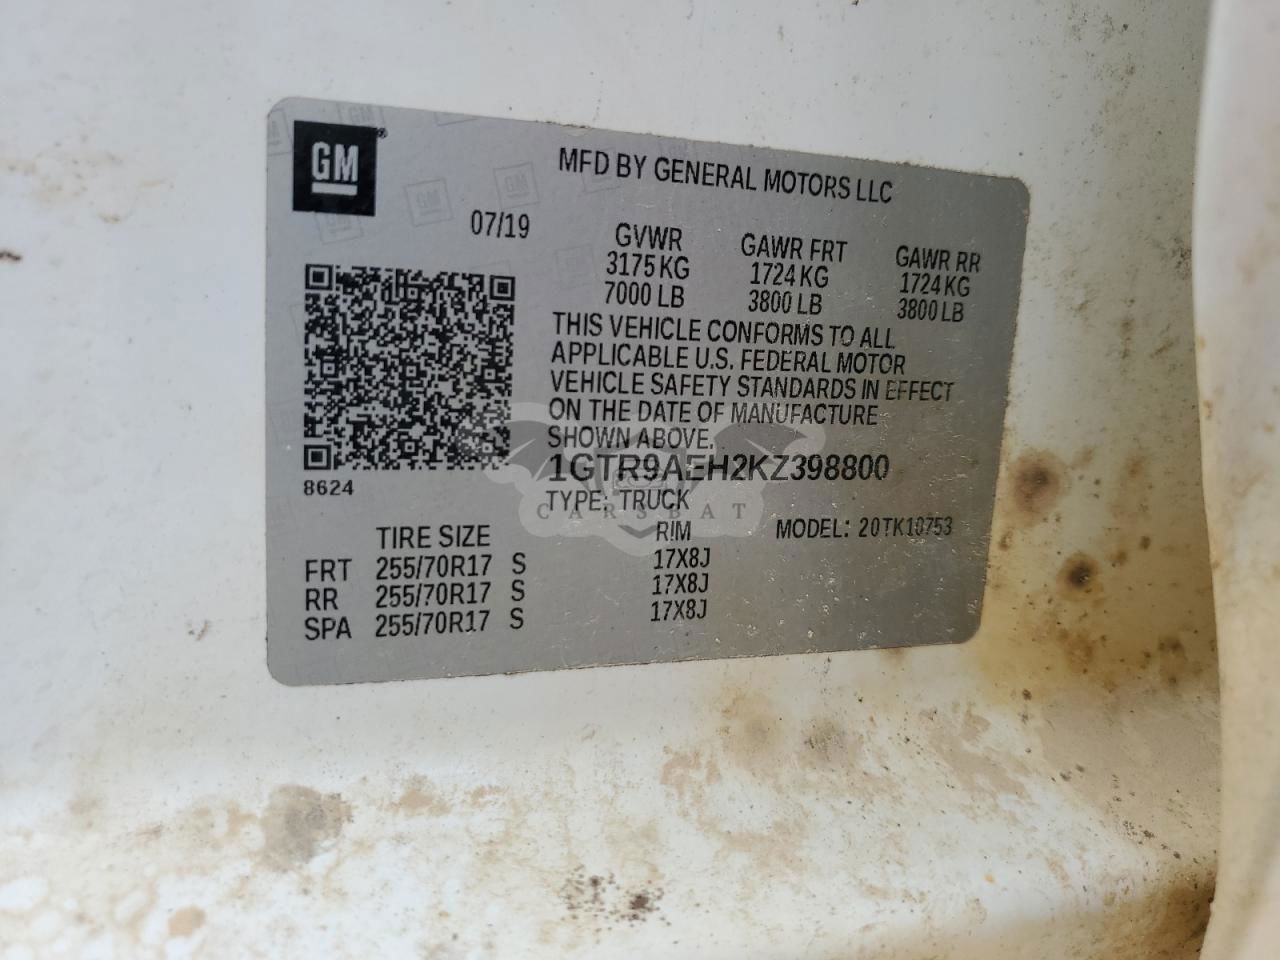 GM®
MFD BY GENERAL MOTORS LLC
07/19
GVWR GAWR FRT GAWR RR
3175 KG 1724 KG 1724 KG
7000 LB 3800 LB 3800 LB
THIS VEHICLE CONFORMS TO ALL
APPLICABLE U.S. FEDERAL MOTOR
VEHICLE SAFETY STANDARDS IN EFFECT
ON THE DATE OF MANUFACTURE
SHOWN ABOVE.
1GTR9AEH2KZ398800
8624
TYPE: TRUCK
CARSBAT
TIRE SIZE RIM MODEL: 20TK10753
FRT 255/70R17 S 17X8J
RR 255/70R17 S 17X8J
SPA 255/70R17 S 17X8J